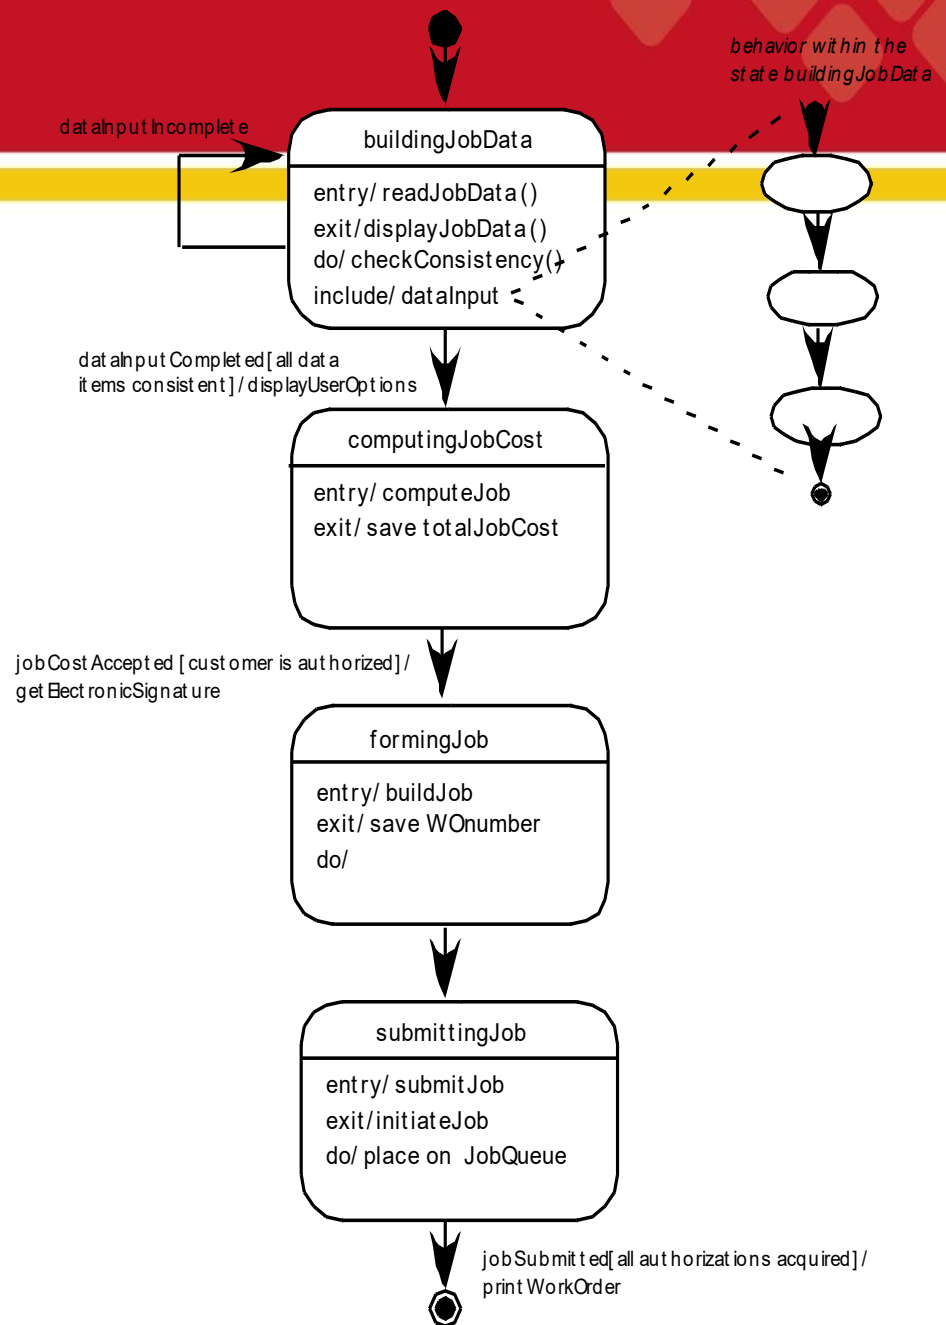 behavior within the
state buildingJobData
dataInputIncomplete
buildingJobData
entry/ readJobData()
exit/displayJobData()
do/ checkConsistency()
include/ dataInput
dataInputCompleted[all data
items consistent]/ displayUserOptions
computingJobCost
entry/ computeJob
exit/ save totalJobCost
jobCostAccepted [customer is authorized]/
getElectronicSignature
formingJob
entry/ buildJob
exit/ save WOnumber
do/
submittingJob
entry/ submitJob
exit/initiateJob
do/ place on JobQueue
jobSubmitted[all authorizations acquired]/
printWorkOrder